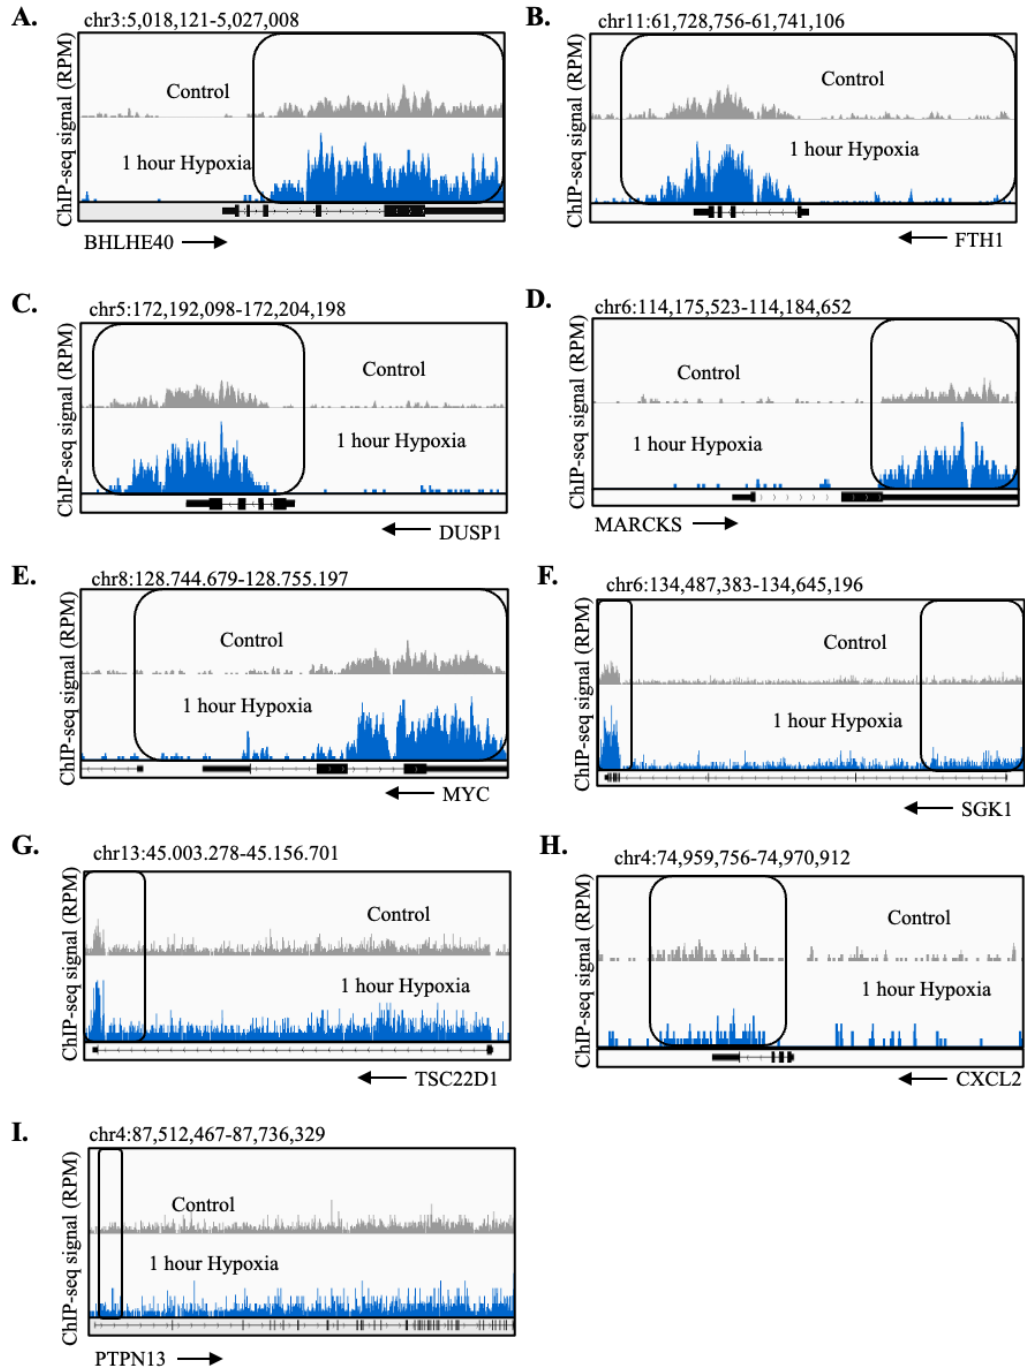 A.
chr3:5,018,121-5,027,008
ChIP-seq signal (RPM)
Control
1 hour Hypoxia
BHLHE40
B.
chr11:61,728,756-61,741,106
ChIP-seq signal (RPM)
Control
1 hour Hypoxia
FTH1
C.
chr5:172,192,098-172,204,198
ChIP-seq signal (RPM)
Control
1 hour Hypoxia
DUSP1
D.
chr6:114,175,523-114,184,652
ChIP-seq signal (RPM)
Control
1 hour Hypoxia
MARCKS
E.
chr8:128.744.679-128.755.197
ChIP-seq signal (RPM)
Control
1 hour Hypoxia
MYC
F.
chr6:134,487,383-134,645,196
ChIP-seq signal (RPM)
Control
1 hour Hypoxia
SGK1
G.
chr13:45.003.278-45.156.701
ChIP-seq signal (RPM)
Control
1 hour Hypoxia
TSC22D1
H.
chr4:74,959,756-74,970,912
ChIP-seq signal (RPM)
Control
1 hour Hypoxia
CXCL2
I.
chr4:87,512,467-87,736,329
ChIP-seq signal (RPM)
Control
1 hour Hypoxia
PTPN13